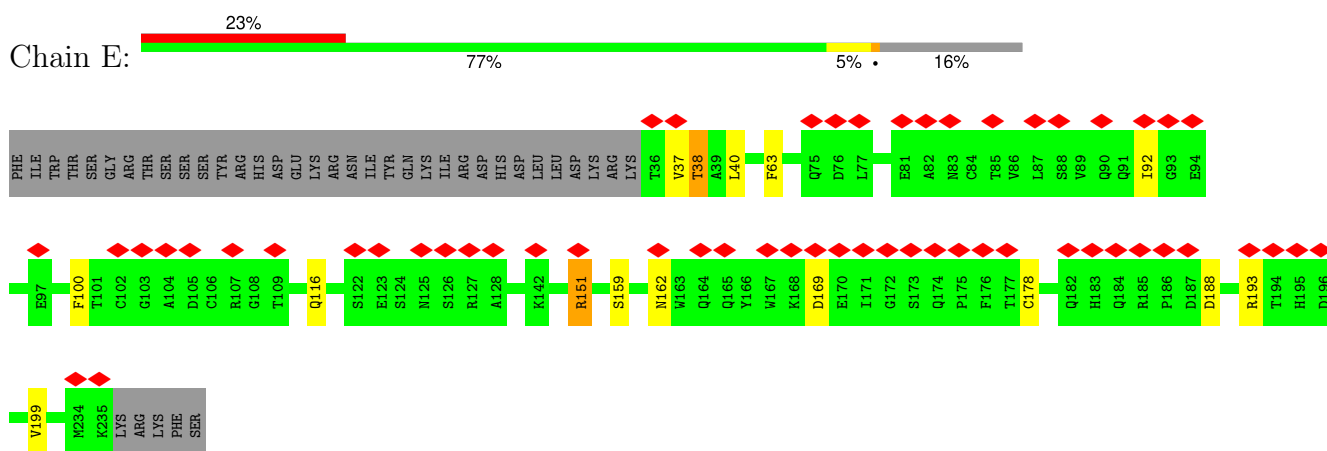 23%
Chain E:
77% 5% • 16%
PHE ILE TRP THR SER GLY ARG THR SER SER SER TYR ARG HIS ASP GLU LYS ARG ASN ILE TYR GLN LYS ILE ARG ASP HIS ASP LEU LEU ASP LYS ARG LYS T36 V37 T38 A39 L40 F63 Q75 D76 L77 E81 A82 N83 C84 T85 V86 L87 S88 V89 Q90 Q91 I92 G93 E94
E97 F100 T101 C102 G103 A104 D105 C106 R107 G108 T109 Q116 S122 E123 S124 N125 S126 R127 A128 K142 R151 S159 N162 W163 Q164 Q165 Y166 W167 K168 D169 E170 I171 G172 S173 Q174 P175 F176 T177 C178 Q182 H183 Q184 R185 P186 D187 D188 R193 T194 H195 D196
V199 M234 K235 LYS ARG LYS PHE SER